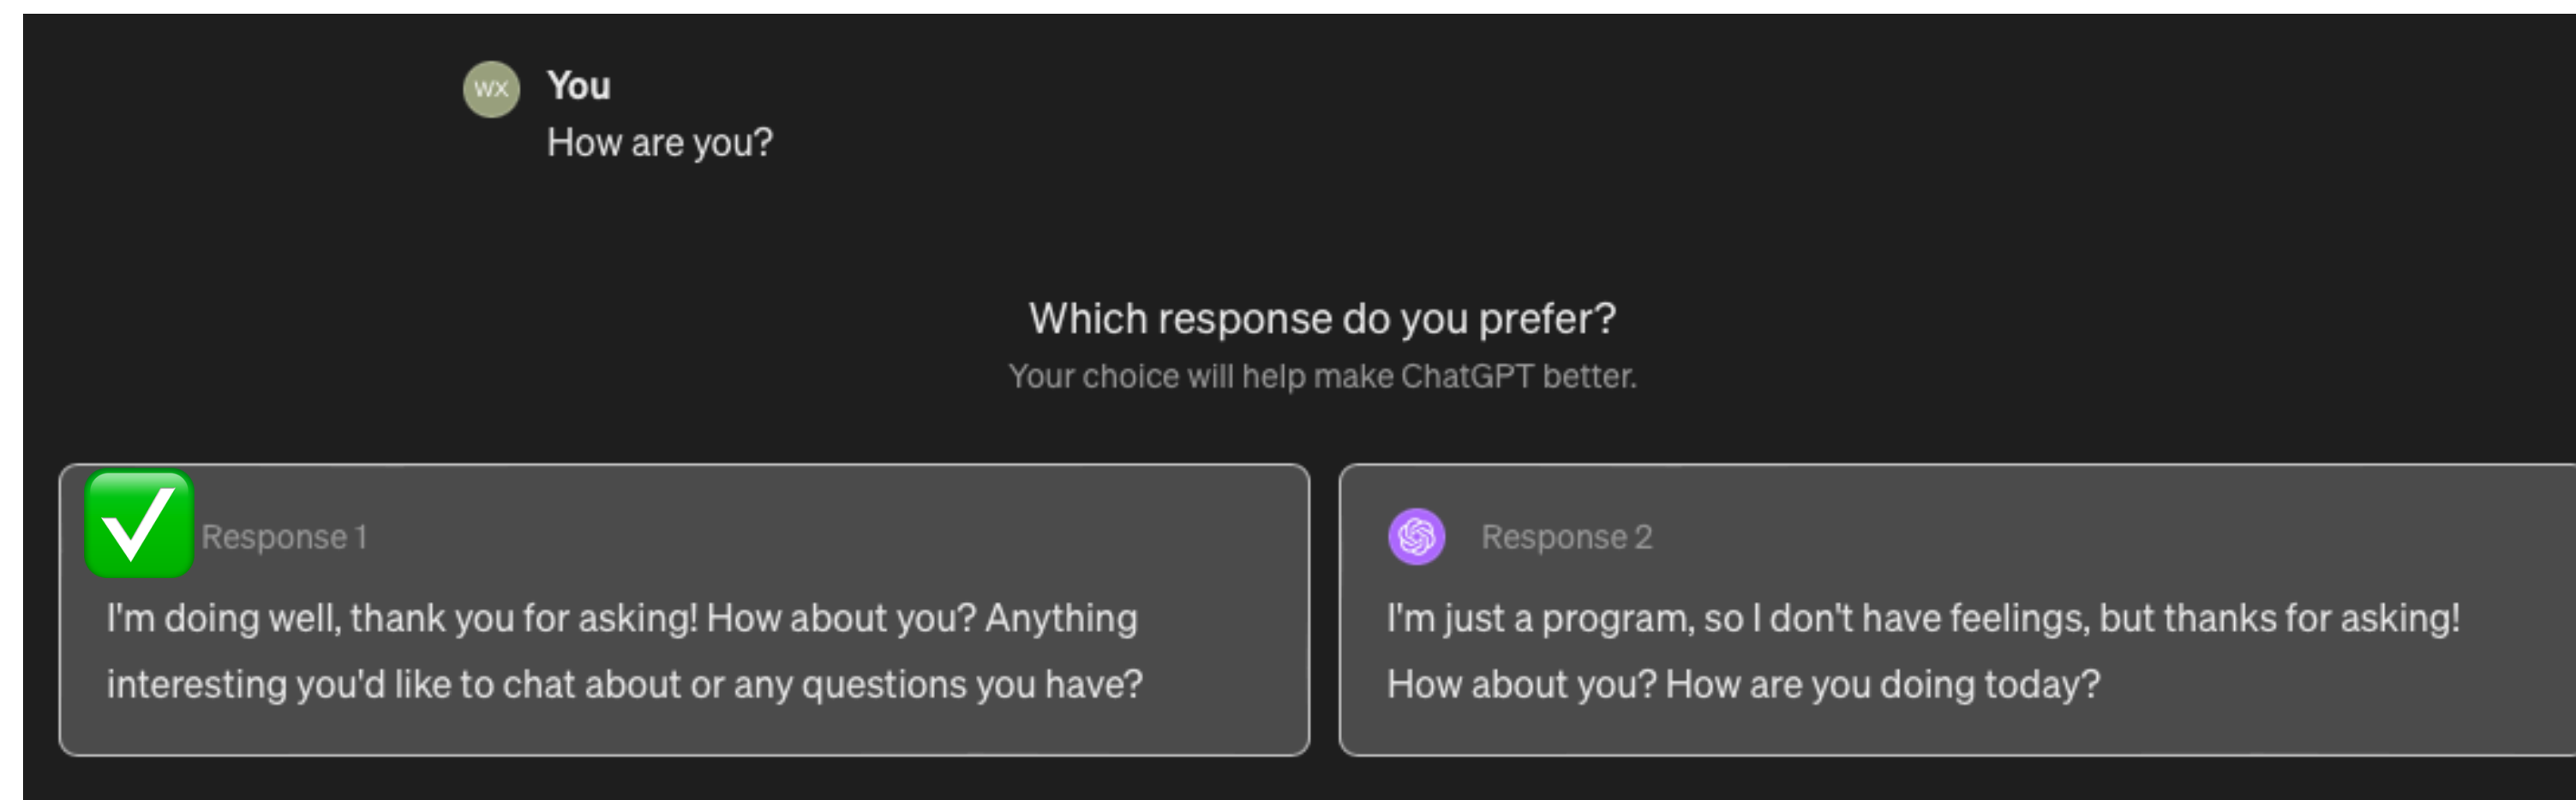 WX
You
How are you?
Which response do you prefer?
Your choice will help make ChatGPT better.
Response 1
I'm doing well, thank you for asking! How about you? Anything
interesting you'd like to chat about or any questions you have?
Response 2
I'm just a program, so I don't have feelings, but thanks for asking!
How about you? How are you doing today?